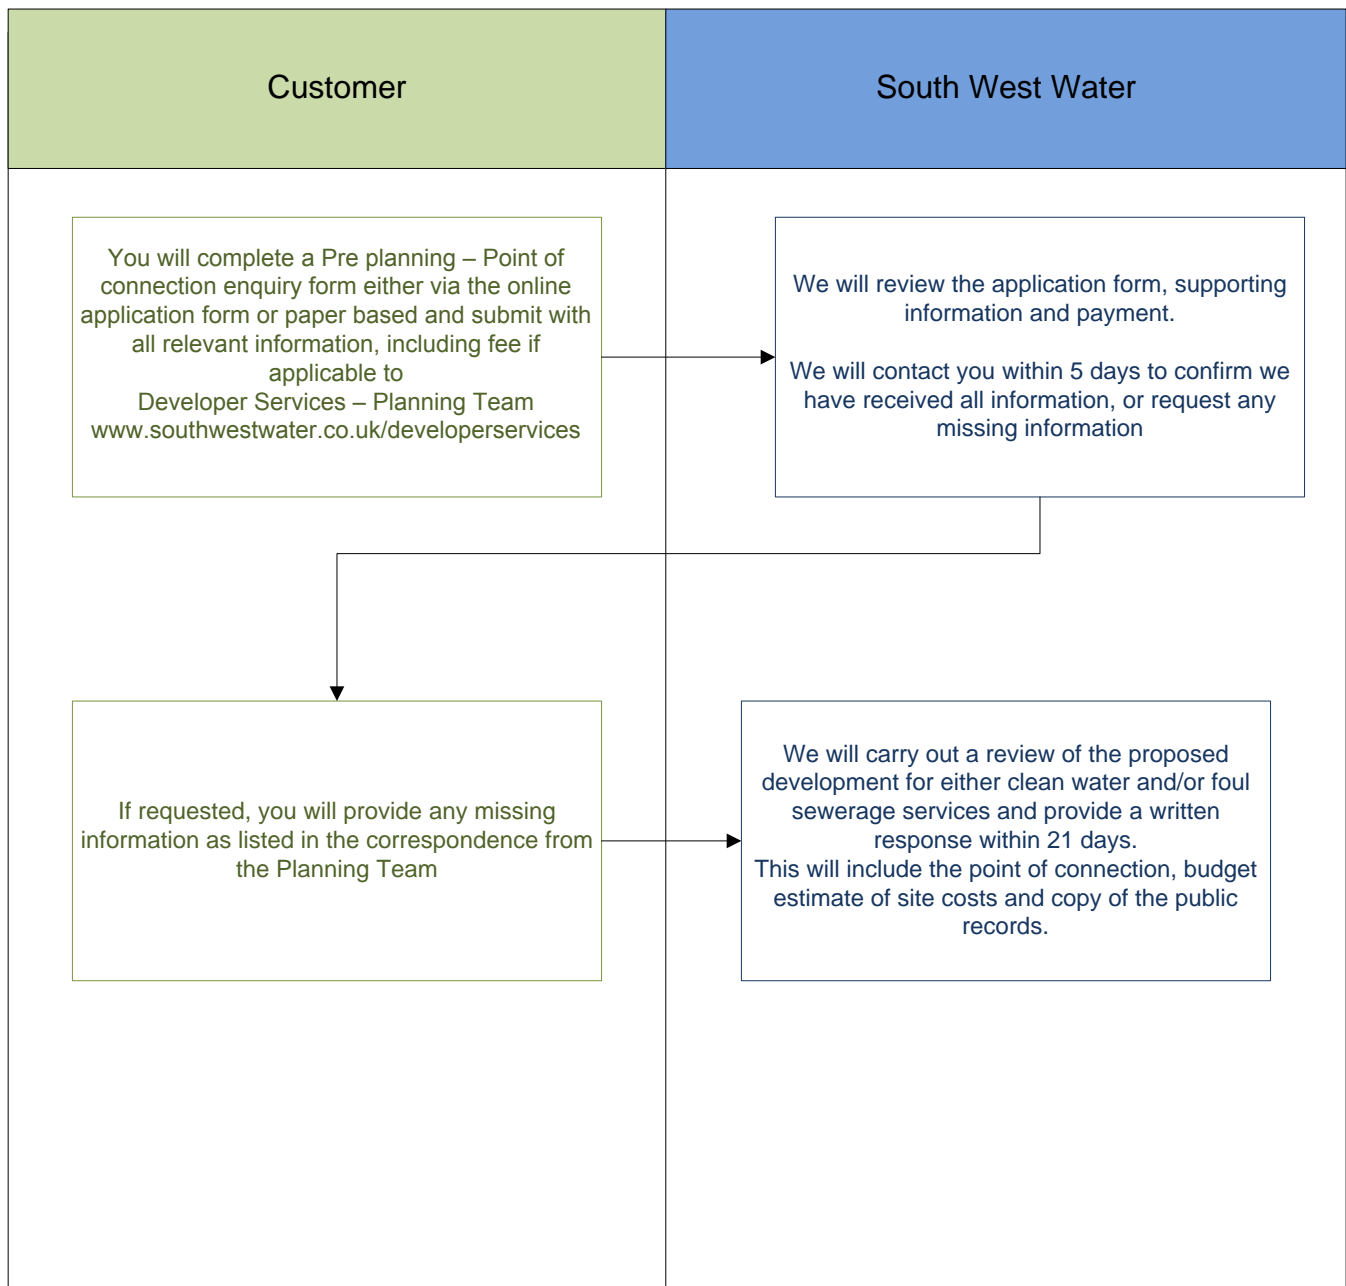 Customer
South West Water
You will complete a Pre planning – Point of
connection enquiry form either via the online
application form or paper based and submit with
all relevant information, including fee if
applicable to
Developer Services – Planning Team
www.southwestwater.co.uk/developerservices
We will review the application form, supporting
information and payment.
We will contact you within 5 days to confirm we
have received all information, or request any
missing information
If requested, you will provide any missing
information as listed in the correspondence from
the Planning Team
We will carry out a review of the proposed
development for either clean water and/or foul
sewerage services and provide a written
response within 21 days.
This will include the point of connection, budget
estimate of site costs and copy of the public
records.